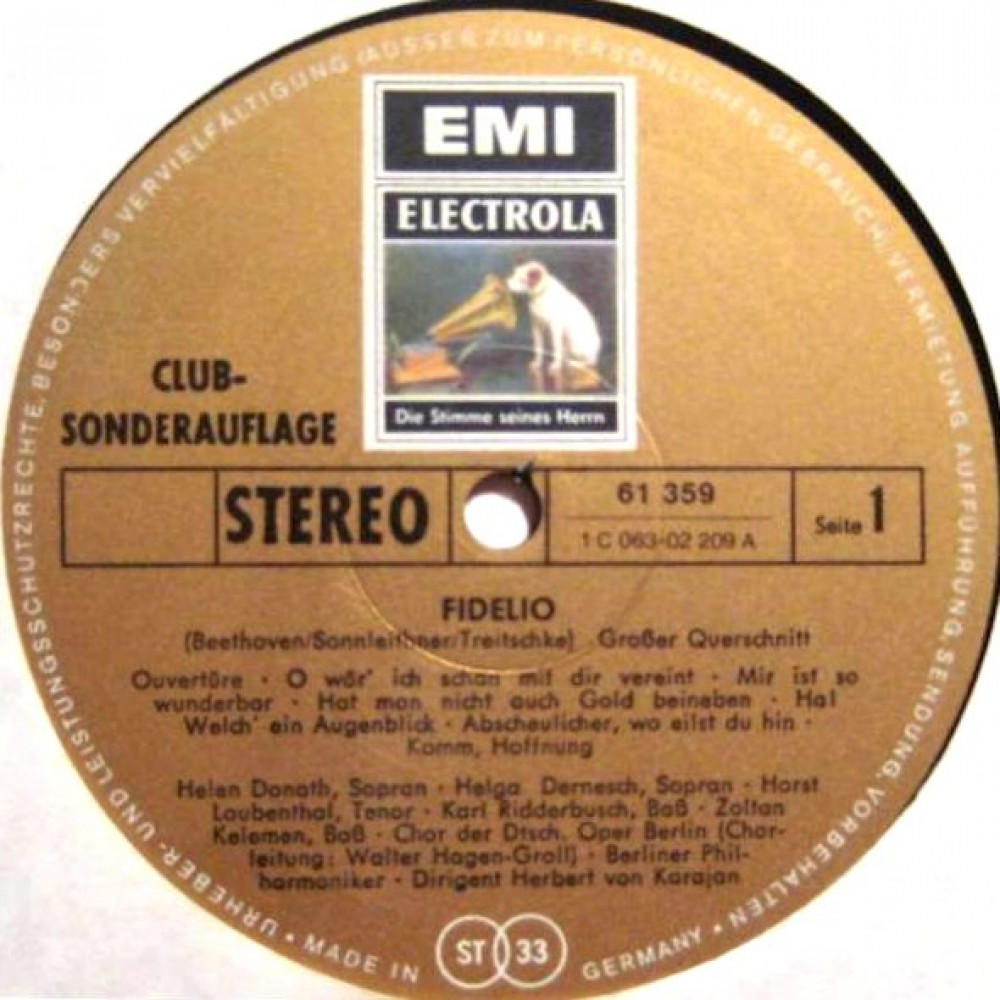 EMI
ELECTROLA
Die Stimme seines Herrn
CLUB-
SONDERAUFLAGE
STEREO
61 359
1 C 063-02 209 A
Seite 1
FIDELIO
(Beethoven/Sonnleithner/Treitschke) Großer Querschnitt
Ouvertüre · O wär' ich schon mit dir vereint · Mir ist so
wunderbar · Hat man nicht auch Gold beineben · Ha!
Welch' ein Augenblick · Abscheulicher, wo eilst du hin ·
Komm, Hoffnung
Helen Donath, Sopran · Helga Dernesch, Sopran · Horst
Laubenthal, Tenor · Karl Ridderbusch, Baß · Zoltan
Kelemen, Baß · Chor der Dtsch. Oper Berlin (Chor-
leitung: Walter Hagen-Groll) · Berliner Phil-
harmoniker · Dirigent Herbert von Karajan
ST 33
URHEBER- UND LEISTUNGSSCHUTZRECHTE, BESONDERS VERVIELFÄLTIGUNG (AUSSER ZUM PERSÖNLICHEN GEBRAUCH), VERMIETUNG, AUFFÜHRUNG, SENDUNG, VORBEHALTEN • MADE IN GERMANY •